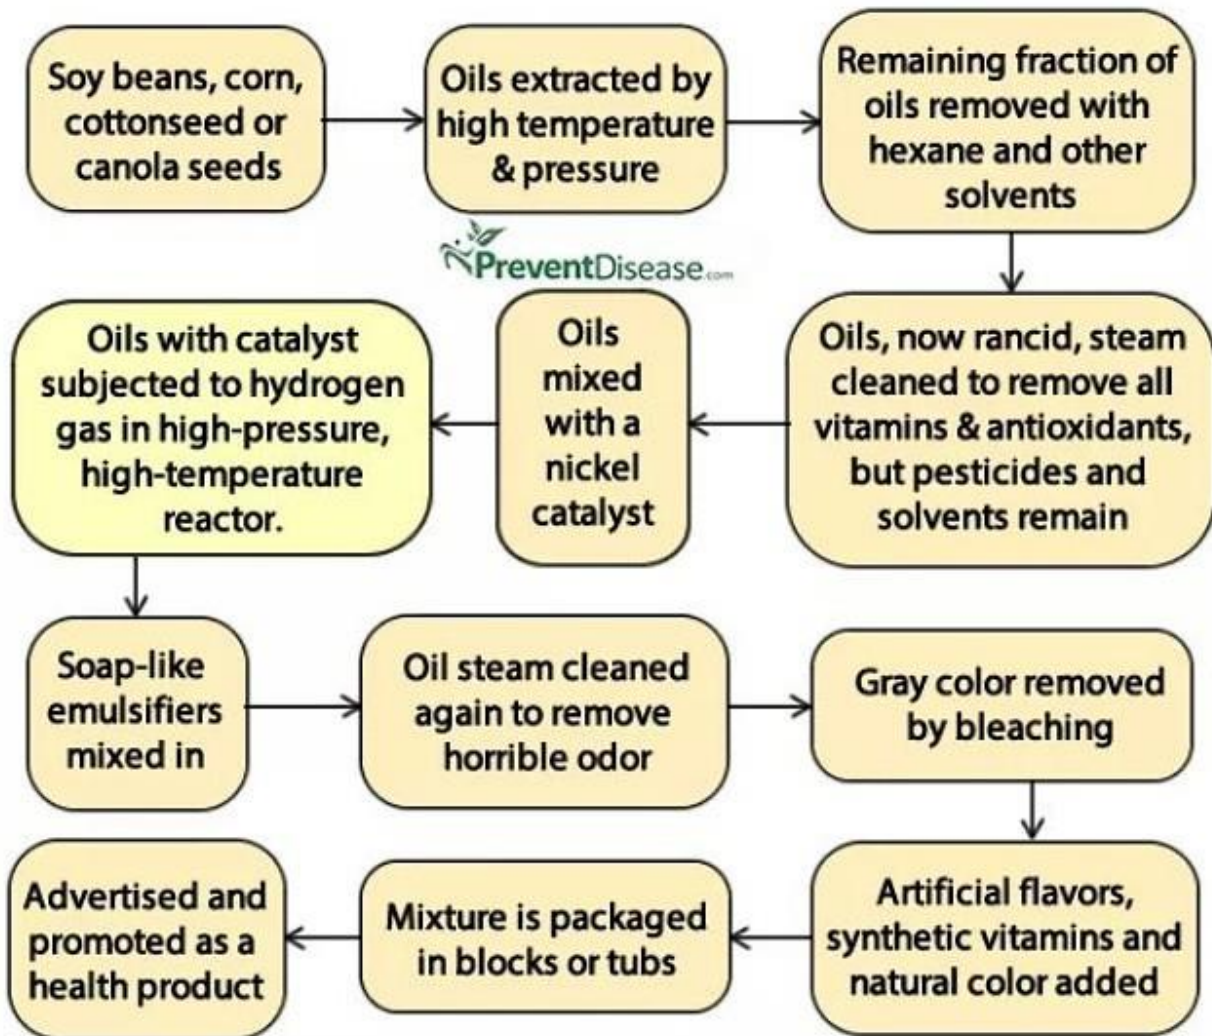 Soy beans, corn,
cottonseed or
canola seeds
Oils extracted by
high temperature
& pressure
Remaining fraction of
oils removed with
hexane and other
solvents
PreventDisease.com
Oils, now rancid, steam
cleaned to remove all
vitamins & antioxidants,
but pesticides and
solvents remain
Oils
mixed
with a
nickel
catalyst
Oils with catalyst
subjected to hydrogen
gas in high-pressure,
high-temperature
reactor.
Soap-like
emulsifiers
mixed in
Oil steam cleaned
again to remove
horrible odor
Gray color removed
by bleaching
Artificial flavors,
synthetic vitamins and
natural color added
Mixture is packaged
in blocks or tubs
Advertised and
promoted as a
health product